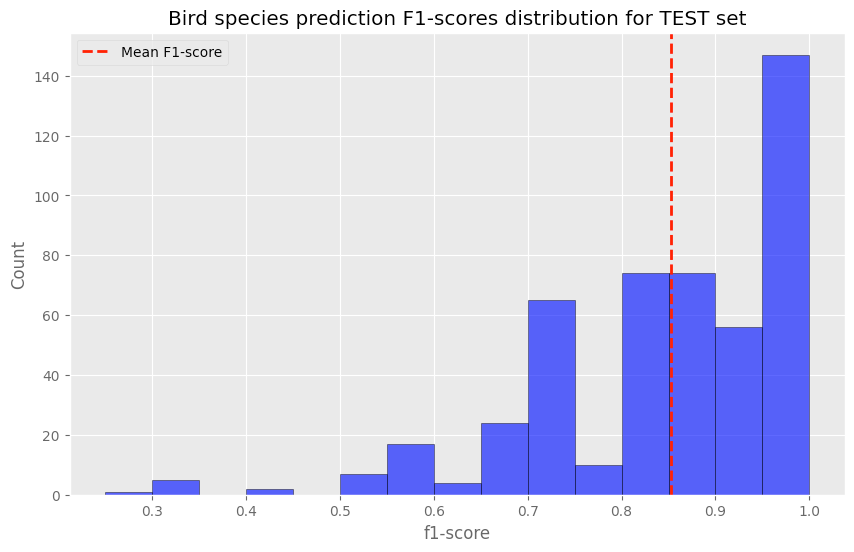 Bird species prediction F1-scores distribution for TEST set
Mean F1-score
140
120
100
80
60
40
20
0
Count
0.3 0.4 0.5 0.6 0.7 0.8 0.9 1.0
f1-score